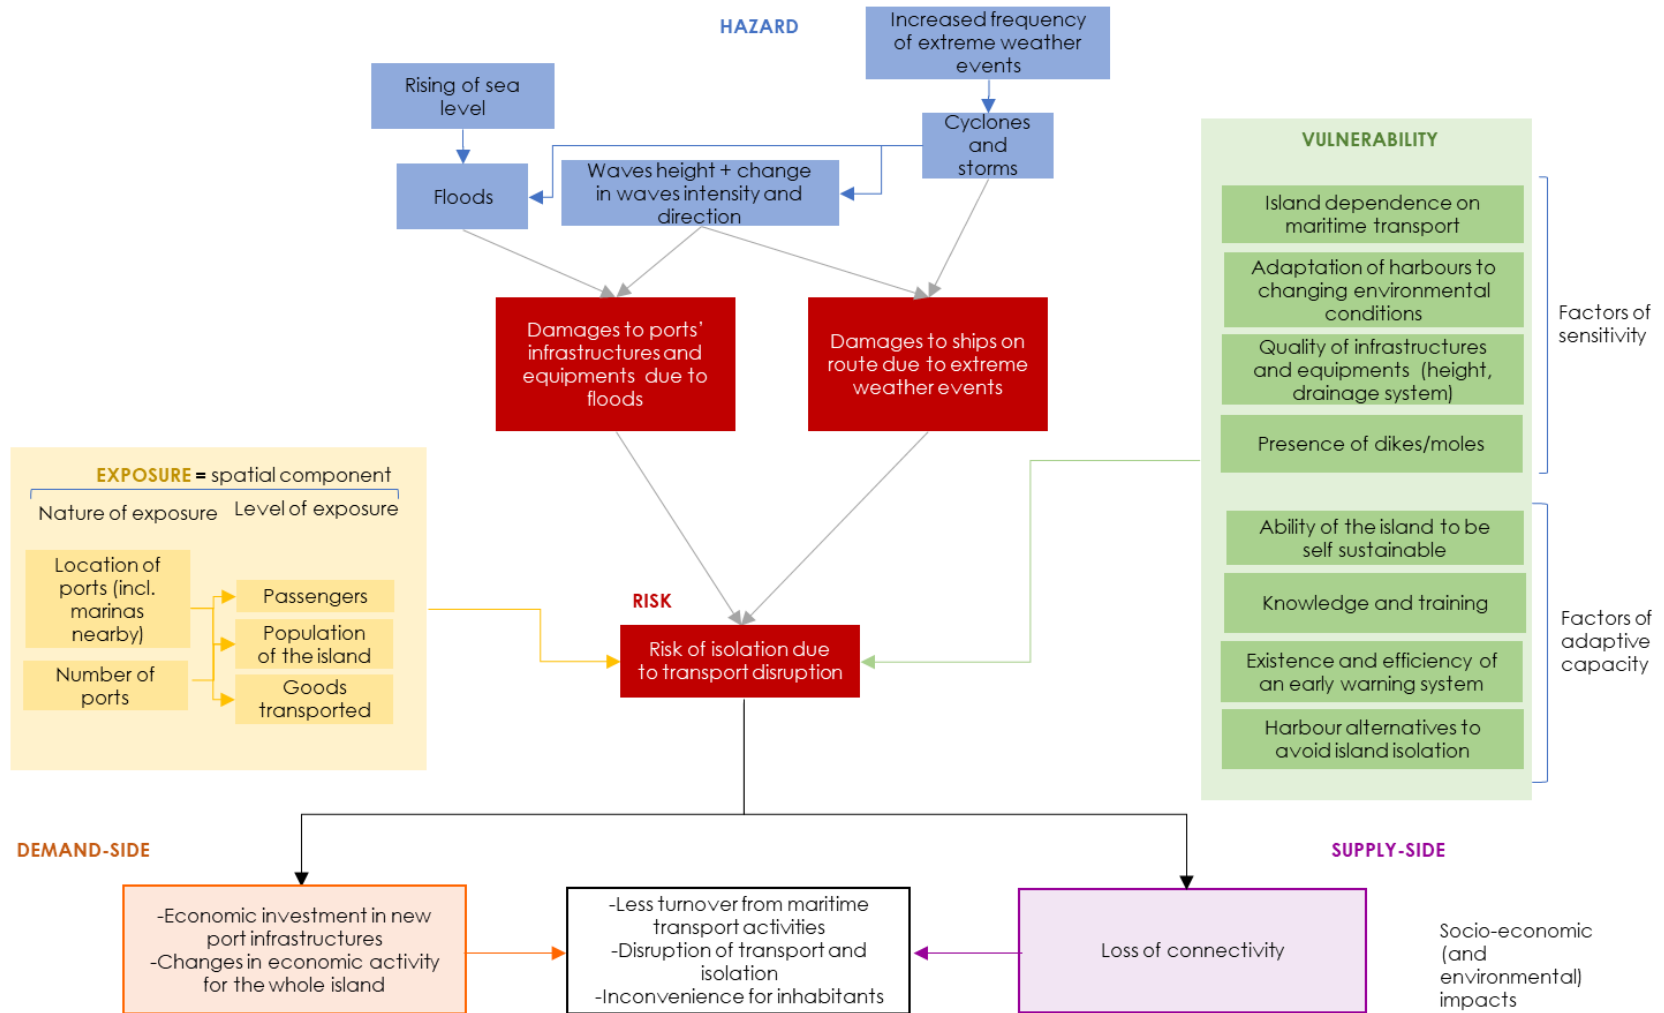 HAZARD
Increased frequency
of extreme weather
events
Rising of sea
level
Cyclones
and
storms
Floods
Waves height + change
in waves intensity and
direction
Damages to ports'
infrastructures and
equipments due to
floods
Damages to ships on
route due to extreme
weather events
VULNERABILITY
Island dependence on
maritime transport
Adaptation of harbours to
changing environmental
conditions
Quality of infrastructures
and equipments (height,
drainage system)
Presence of dikes/moles
Factors of
sensitivity
Ability of the island to be
self sustainable
Knowledge and training
Existence and efficiency of
an early warning system
Harbour alternatives to
avoid island isolation
Factors of
adaptive
capacity
EXPOSURE = spatial component
Nature of exposure
Level of exposure
Location of
ports (incl.
marinas
nearby)
Number of
ports
Passengers
Population
of the island
Goods
transported
RISK
Risk of isolation due
to transport disruption
DEMAND-SIDE
SUPPLY-SIDE
-Economic investment in new
port infrastructures
-Changes in economic activity
for the whole island
-Less turnover from maritime
transport activities
-Disruption of transport and
isolation
-Inconvenience for inhabitants
Loss of connectivity
Socio-economic
(and
environmental)
impacts